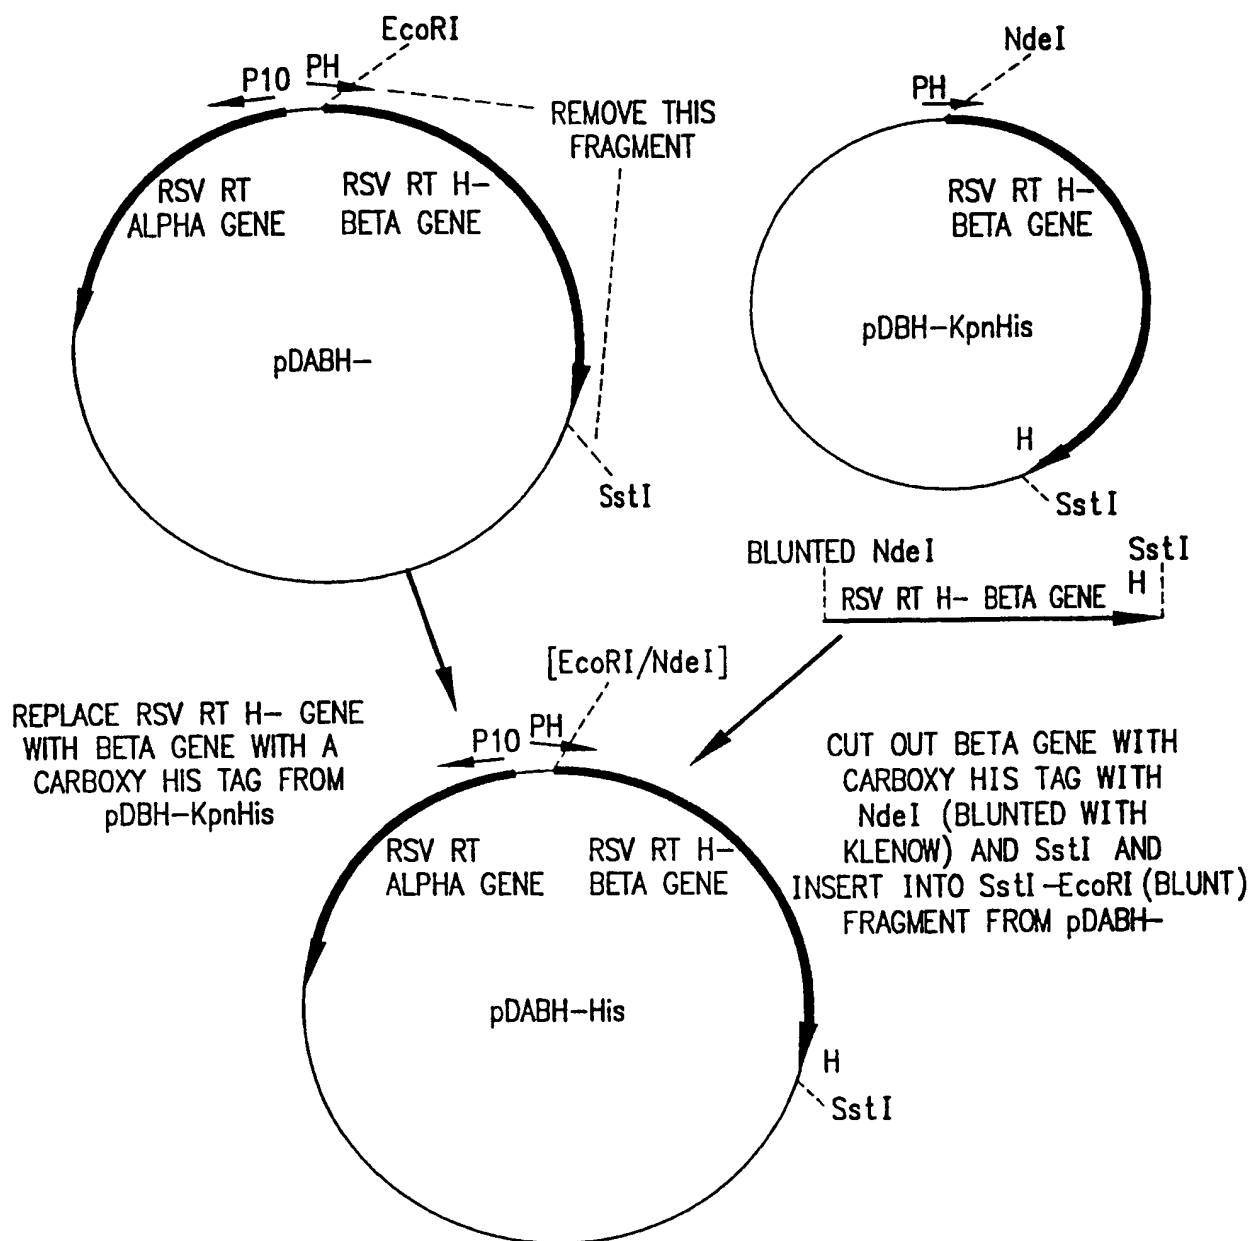 EcoRI
P10
PH
REMOVE THIS
FRAGMENT
RSV RT
ALPHA GENE
RSV RT H-
BETA GENE
pDABH-
SstI
NdeI
PH
RSV RT H-
BETA GENE
pDBH-KpnHis
H
SstI
BLUNTED NdeI
SstI
H
RSV RT H- BETA GENE
REPLACE RSV RT H- GENE
WITH BETA GENE WITH A
CARBOXY HIS TAG FROM
pDBH-KpnHis
[EcoRI/NdeI]
P10
PH
RSV RT
ALPHA GENE
RSV RT H-
BETA GENE
pDABH-His
H
SstI
CUT OUT BETA GENE WITH
CARBOXY HIS TAG WITH
NdeI (BLUNTED WITH
KLENOW) AND SstI AND
INSERT INTO SstI-EcoRI(BLUNT)
FRAGMENT FROM pDABH-